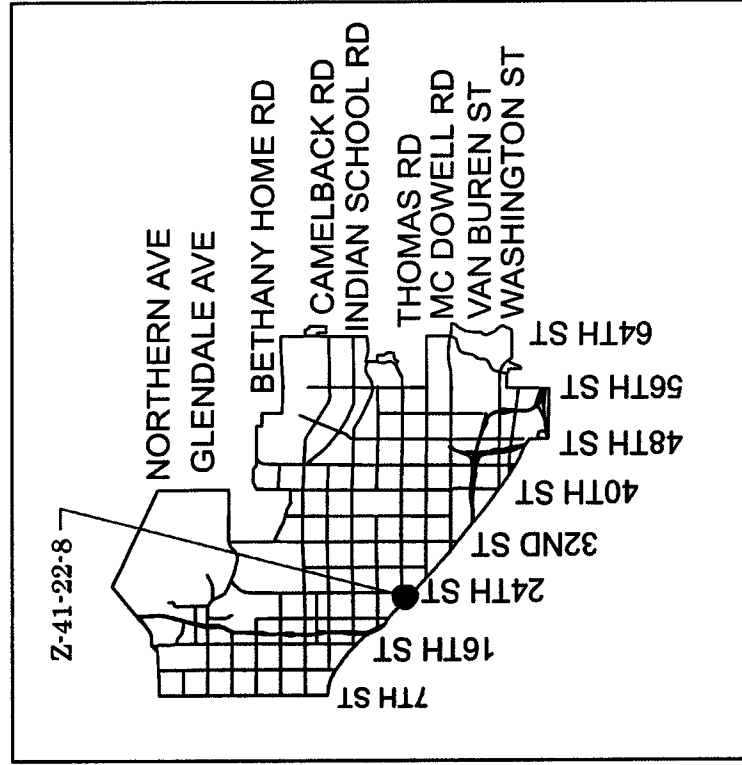 Z-41-22-8
NORTHERN AVE
GLENDALE AVE
BETHANY HOME RD
CAMELBACK RD
INDIAN SCHOOL RD
THOMAS RD
MC DOWELL RD
VAN BUREN ST
WASHINGTON ST
7TH ST
16TH ST
24TH ST
32ND ST
40TH ST
48TH ST
56TH ST
64TH ST